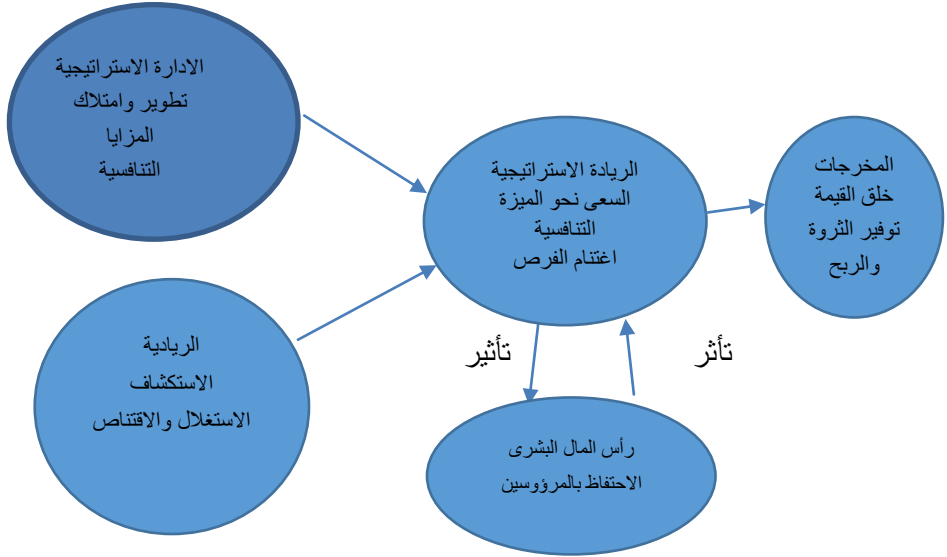 الادارة الاستراتيجية
تطوير وامتلاك
المزايا
التنافسية
الريادة الاستراتيجية
السعى نحو الميزة
التنافسية
اغتنام الفرص
المخرجات
خلق القيمة
توفير الثروة
والربح
الريادية
الاستكشاف
الاستغلال والاقتناص
تأثير
تأثر
رأس المال البشرى
الاحتفاظ بالمرؤوسين